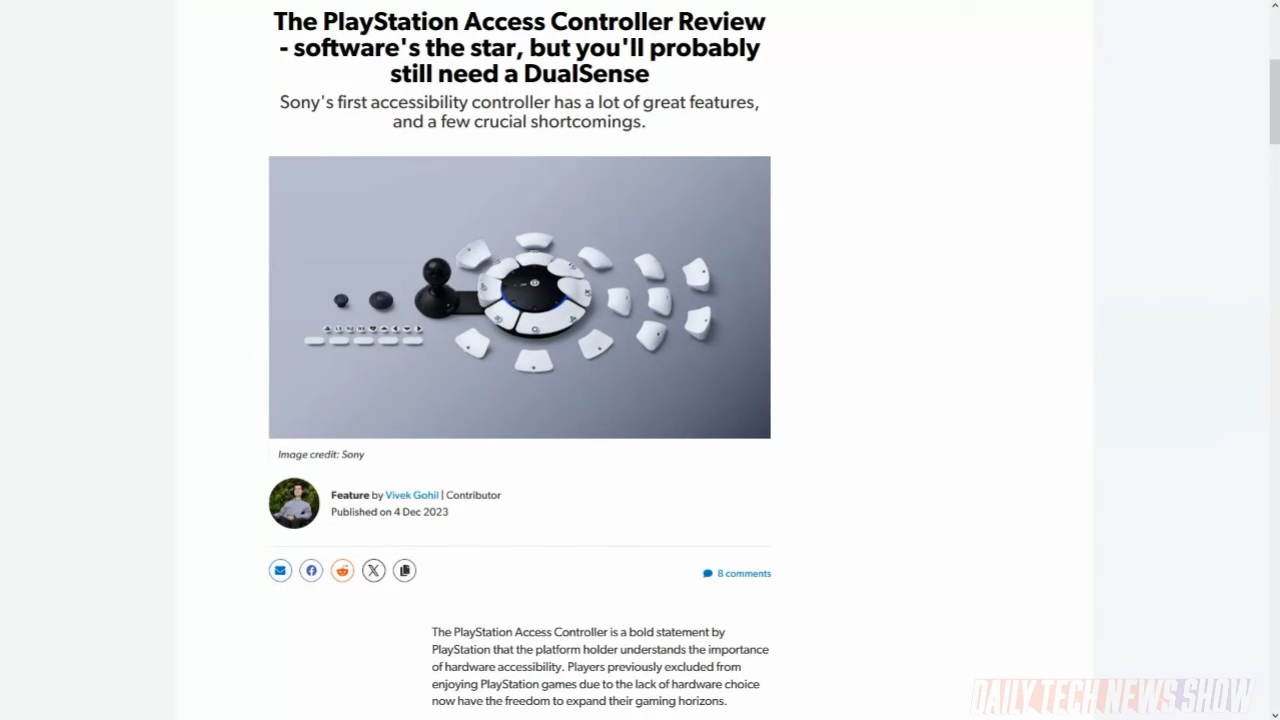 The PlayStation Access Controller Review
- software's the star, but you'll probably
still need a DualSense
Sony's first accessibility controller has a lot of great features,
and a few crucial shortcomings.
Image credit: Sony
Feature by Vivek Gohil | Contributor
Published on 4 Dec 2023
8 comments
The PlayStation Access Controller is a bold statement by
PlayStation that the platform holder understands the importance
of hardware accessibility. Players previously excluded from
enjoying PlayStation games due to the lack of hardware choice
now have the freedom to expand their gaming horizons.
DAILY TECH NEWS SHOW